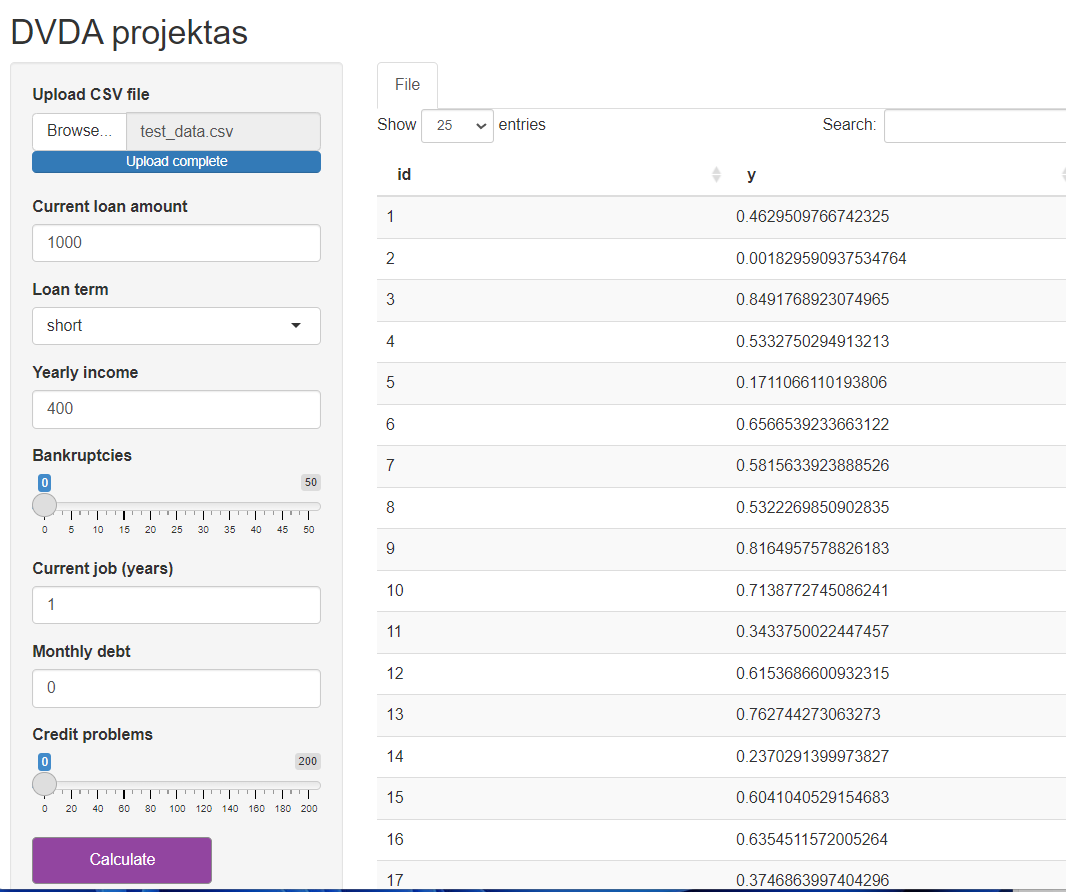 DVDA projektas
Upload CSV file
Browse... test_data.csv
Upload complete
Current loan amount
1000
Loan term
short
Yearly income
400
Bankruptcies
0 50
0 5 10 15 20 25 30 35 40 45 50
Current job (years)
1
Monthly debt
0
Credit problems
0 200
0 20 40 60 80 100 120 140 160 180 200
Calculate
File
Show 25 entries Search:
id y
1 0.4629509766742325
2 0.001829590937534764
3 0.8491768923074965
4 0.5332750294913213
5 0.1711066110193806
6 0.6566539233663122
7 0.5815633923888526
8 0.5322269850902835
9 0.8164957578826183
10 0.7138772745086241
11 0.3433750022447457
12 0.6153686600932315
13 0.762744273063273
14 0.2370291399973827
15 0.6041040529154683
16 0.6354511572005264
17 0.3746863997404296